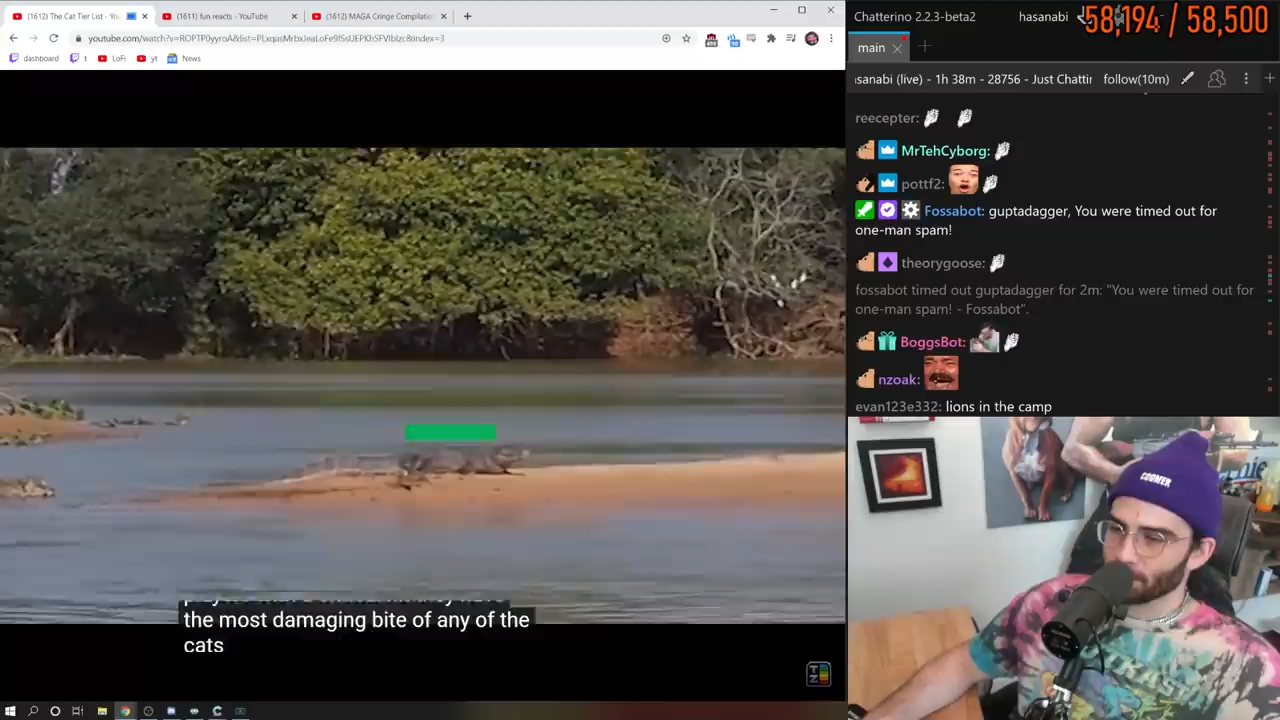 (1612) The Cat Tier List - You
(1611) fun reacts - YouTube
(1612) MAGA Cringe Compilation
youtube.com/watch?v=ROPTP0yyroA&list=PLxqasMrbxJeaLoFe9lSsUEPKhSFVIbIzc&index=3
dashboard
t
LoFi
yt
News
the most damaging bite of any of the
cats
TZ
Chatterino 2.2.3-beta2
hasanabi
58,194 / 58,500
main
sanabi (live) - 1h 38m - 28756 - Just Chattin
follow(10m)
reecepter:
MrTehCyborg:
pottf2:
Fossabot: guptadagger, You were timed out for
one-man spam!
theorygoose:
fossabot timed out guptadagger for 2m: "You were timed out for
one-man spam! - Fossabot".
BoggsBot:
nzoak:
evan123e332: lions in the camp
COOMER